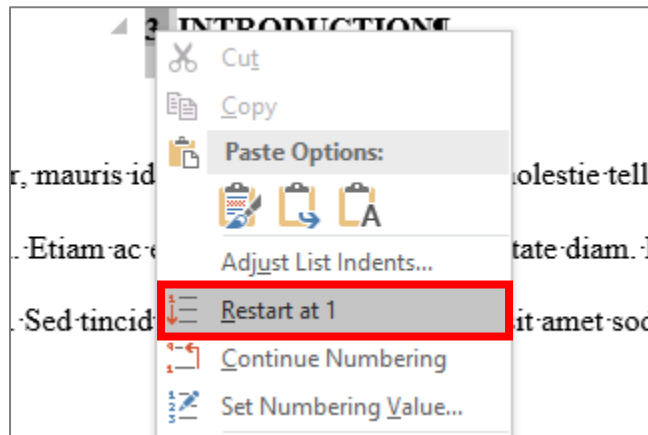 3. INTRODUCTION¶
Cut
Copy
Paste Options:
r,·mauris·id
olestie·tell
A
.·Etiam·ac·
tate·diam.·
Adjust List Indents...
.·Sed·tincid
Restart at 1
it·amet·soc
Continue Numbering
Set Numbering Value...